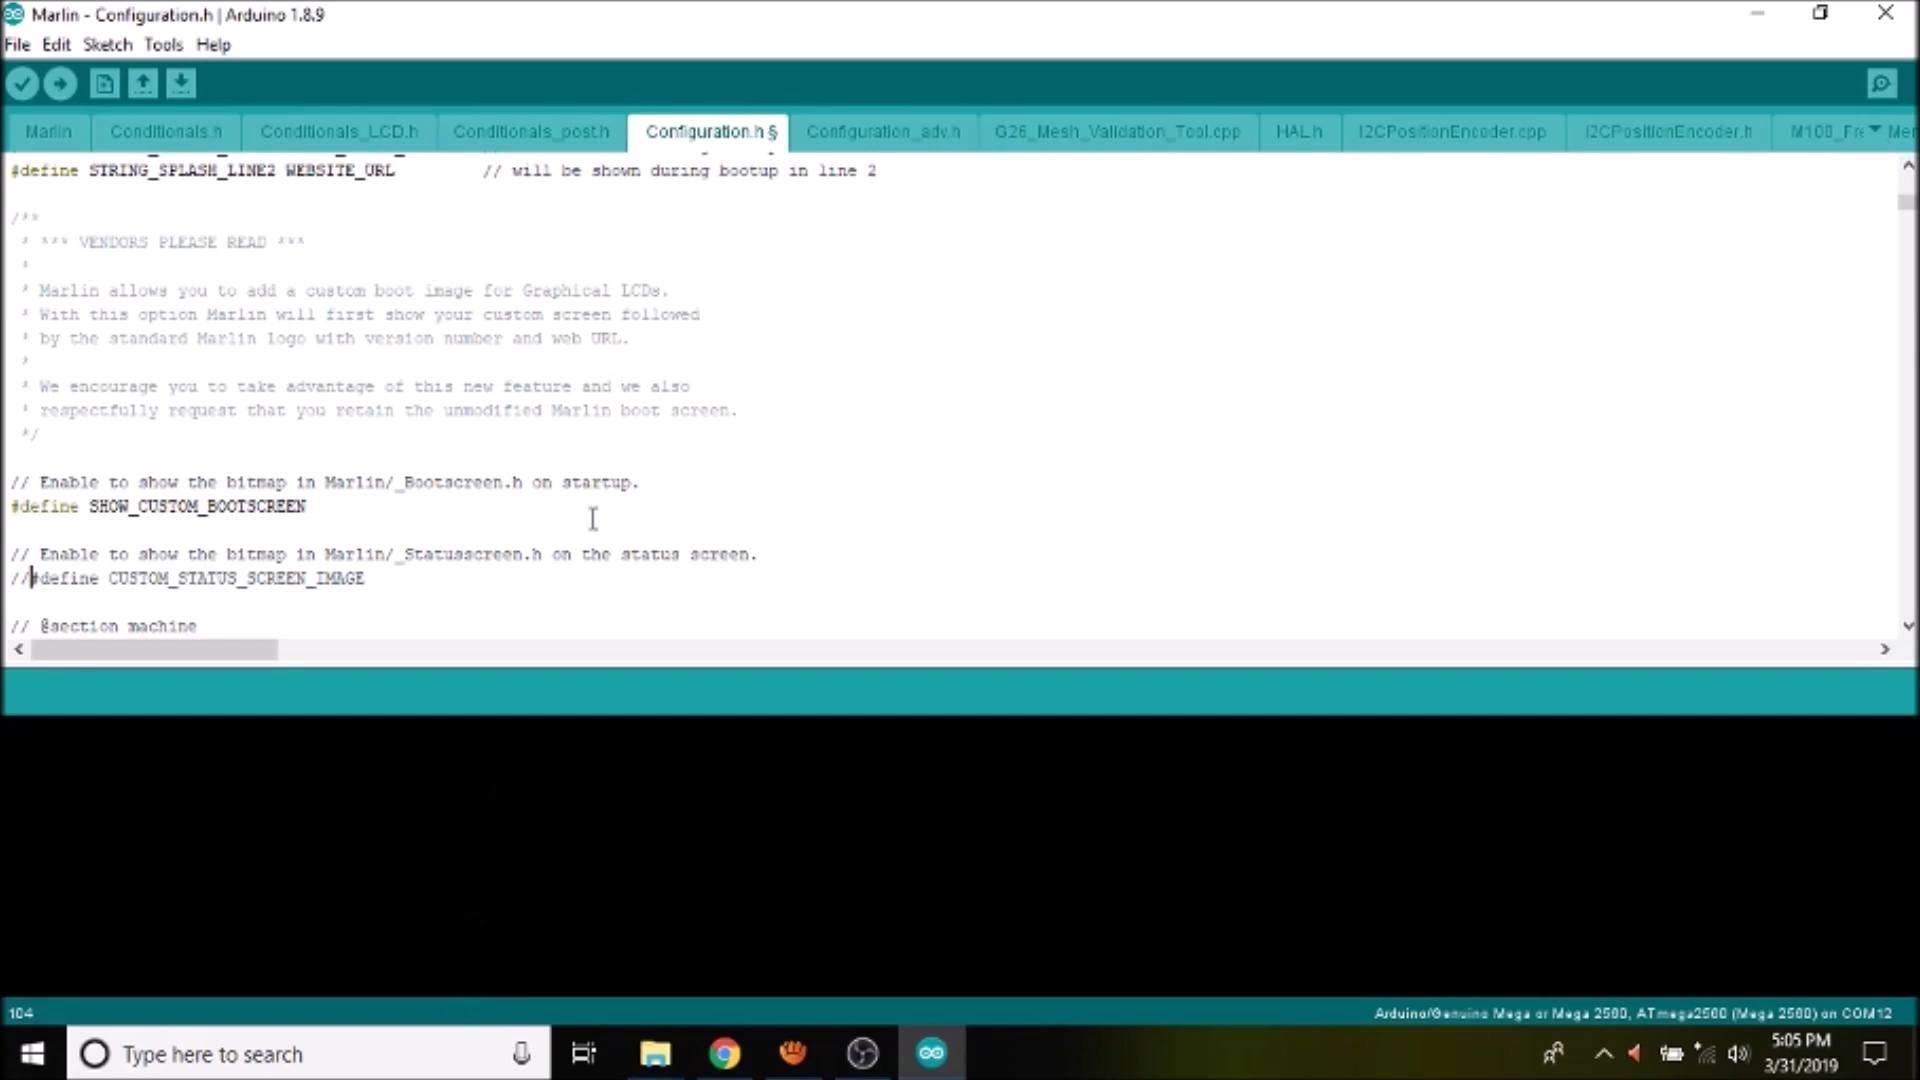 Marlin - Configuration.h | Arduino 1.8.9
File Edit Sketch Tools Help
Marlin Conditionals.h Conditionals_LCD.h Conditionals_post.h Configuration.h § Configuration_adv.h G26_Mesh_Validation_Tool.cpp HAL.h I2CPositionEncoder.cpp I2CPositionEncoder.h M100_Fre Mer
#define STRING_SPLASH_LINE2 WEBSITE_URL // will be shown during bootup in line 2
/**
* *** VENDORS PLEASE READ ***
*
* Marlin allows you to add a custom boot image for Graphical LCDs.
* With this option Marlin will first show your custom screen followed
* by the standard Marlin logo with version number and web URL.
*
* We encourage you to take advantage of this new feature and we also
* respectfully request that you retain the unmodified Marlin boot screen.
*/
// Enable to show the bitmap in Marlin/_Bootscreen.h on startup.
#define SHOW_CUSTOM_BOOTSCREEN
// Enable to show the bitmap in Marlin/_Statusscreen.h on the status screen.
//#define CUSTOM_STATUS_SCREEN_IMAGE
// @section machine
104
Arduino/Genuino Mega or Mega 2560, ATmega2560 (Mega 2560) on COM12
Type here to search
5:05 PM
3/31/2019